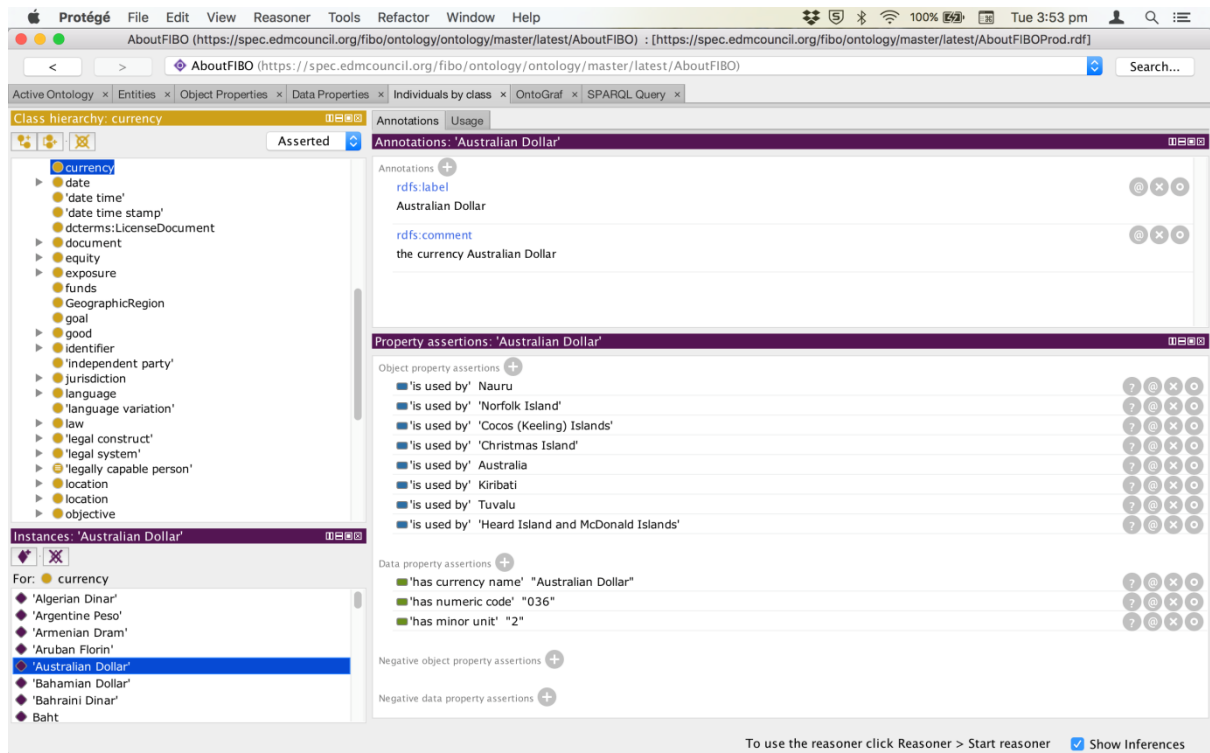 Protégé File Edit View Reasoner Tools Refactor Window Help 100% Tue 3:53 pm
AboutFIBO (https://spec.edmcouncil.org/fibo/ontology/ontology/master/latest/AboutFIBO) : [https://spec.edmcouncil.org/fibo/ontology/master/latest/AboutFIBOProd.rdf]
< > AboutFIBO (https://spec.edmcouncil.org/fibo/ontology/ontology/master/latest/AboutFIBO) Search...
Active Ontology × Entities × Object Properties × Data Properties × Individuals by class × OntoGraf × SPARQL Query ×
Class hierarchy: currency
Asserted
currency
date
'date time'
'date time stamp'
dcterms:LicenseDocument
document
equity
exposure
funds
GeographicRegion
goal
good
identifier
'independent party'
jurisdiction
language
'language variation'
law
'legal construct'
'legal system'
'legally capable person'
location
location
objective
Instances: 'Australian Dollar'
For: currency
'Algerian Dinar'
'Argentine Peso'
'Armenian Dram'
'Aruban Florin'
'Australian Dollar'
'Bahamian Dollar'
'Bahraini Dinar'
Baht
Annotations Usage
Annotations: 'Australian Dollar'
Annotations
rdfs:label
Australian Dollar
rdfs:comment
the currency Australian Dollar
Property assertions: 'Australian Dollar'
Object property assertions
'is used by' Nauru
'is used by' 'Norfolk Island'
'is used by' 'Cocos (Keeling) Islands'
'is used by' 'Christmas Island'
'is used by' Australia
'is used by' Kiribati
'is used by' Tuvalu
'is used by' 'Heard Island and McDonald Islands'
Data property assertions
'has currency name' "Australian Dollar"
'has numeric code' "036"
'has minor unit' "2"
Negative object property assertions
Negative data property assertions
To use the reasoner click Reasoner > Start reasoner Show Inferences